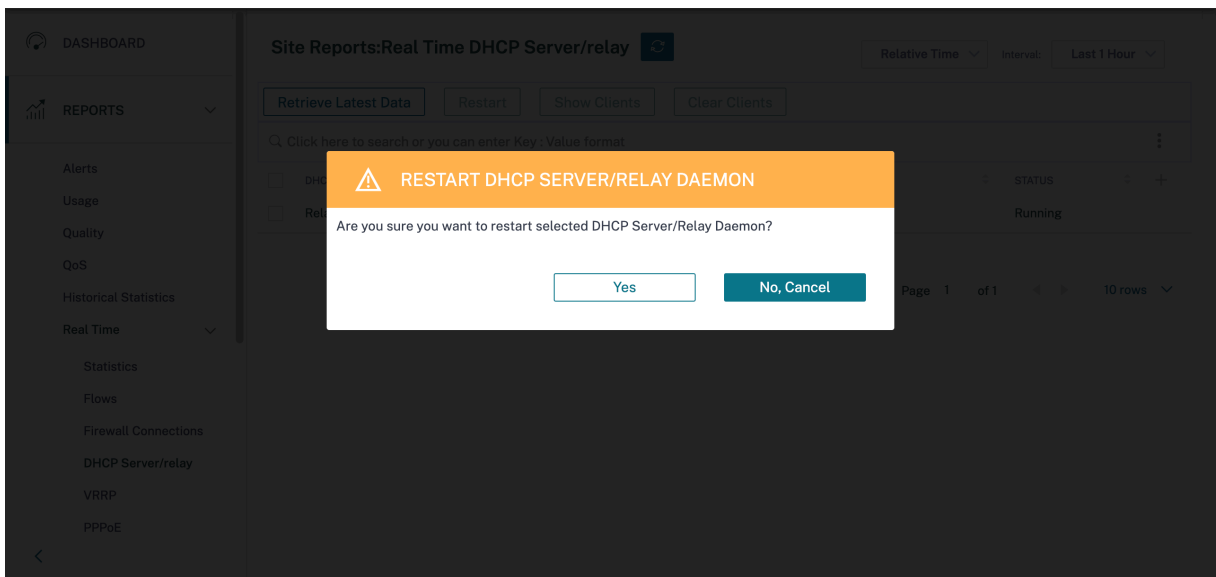 DASHBOARD
Site Reports:Real Time DHCP Server/relay
Relative Time
Interval:
Last 1 Hour
REPORTS
Retrieve Latest Data
Restart
Show Clients
Clear Clients
Click here to search or you can enter Key : Value format
Alerts
Usage
Quality
QoS
Historical Statistics
Real Time
Statistics
Flows
Firewall Connections
DHCP Server/relay
VRRP
PPPoE
STATUS
Running
RESTART DHCP SERVER/RELAY DAEMON
Are you sure you want to restart selected DHCP Server/Relay Daemon?
Yes
No, Cancel
Page 1 of 1
10 rows